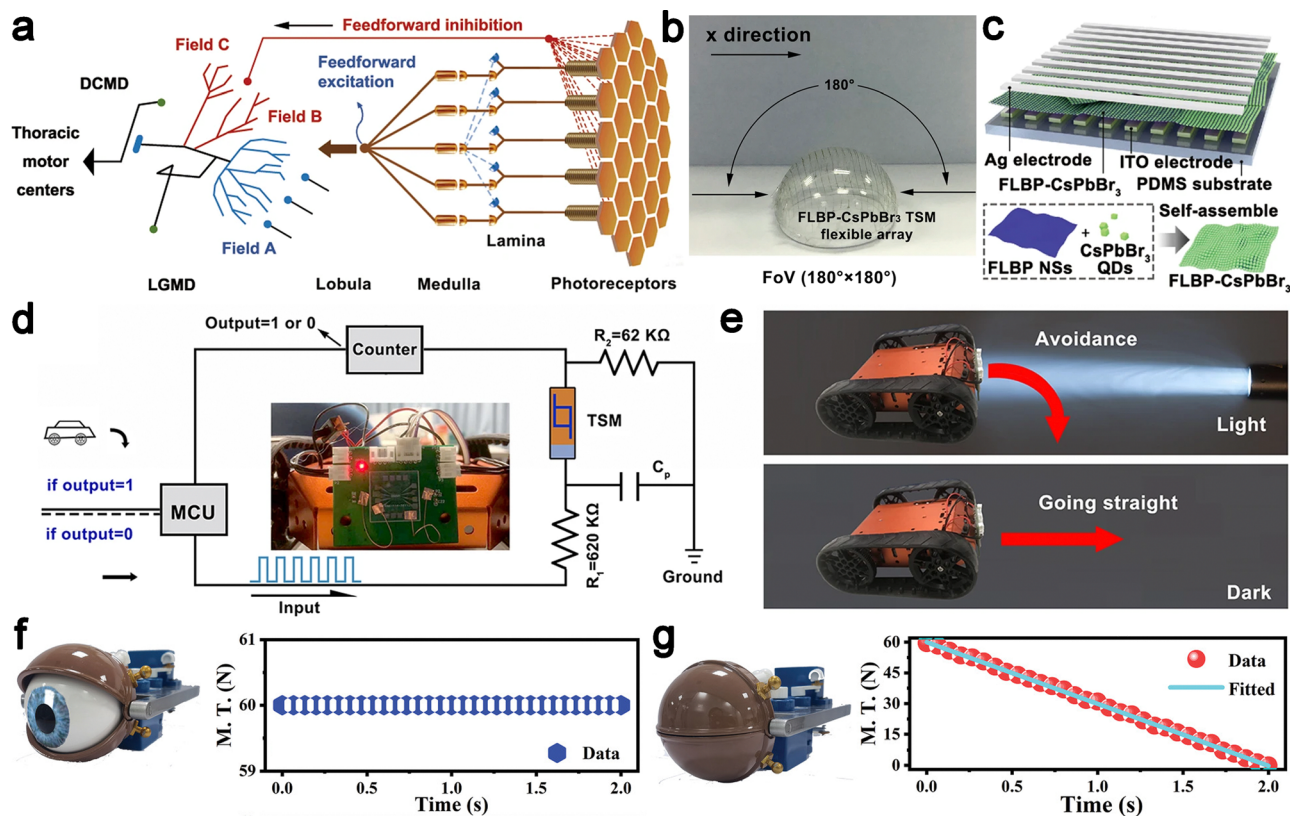 a
Feedforward inihibition
Field C
Feedforward
excitation
DCMD
Field B
Thoracic
motor
centers
Field A
Lamina
LGMD
Lobula
Medulla
Photoreceptors
b
x direction
180°
FLBP-CsPbBr₃ TSM
flexible array
FoV (180°×180°)
c
Ag electrode
ITO electrode
FLBP-CsPbBr₃
PDMS substrate
Self-assemble
+
CsPbBr₃
FLBP NSs
QDs
FLBP-CsPbBr₃
d
Output=1 or 0
Counter
R₂=62 KΩ
TSM
Cₚ
if output=1
MCU
if output=0
R₁=620 KΩ
Input
Ground
e
Avoidance
Light
Going straight
Dark
f
M. T. (N)
61
60
59
Data
0.0 0.5 1.0 1.5 2.0
Time (s)
g
M. T. (N)
60
45
30
15
0
Data
Fitted
0.0 0.5 1.0 1.5 2.0
Time (s)